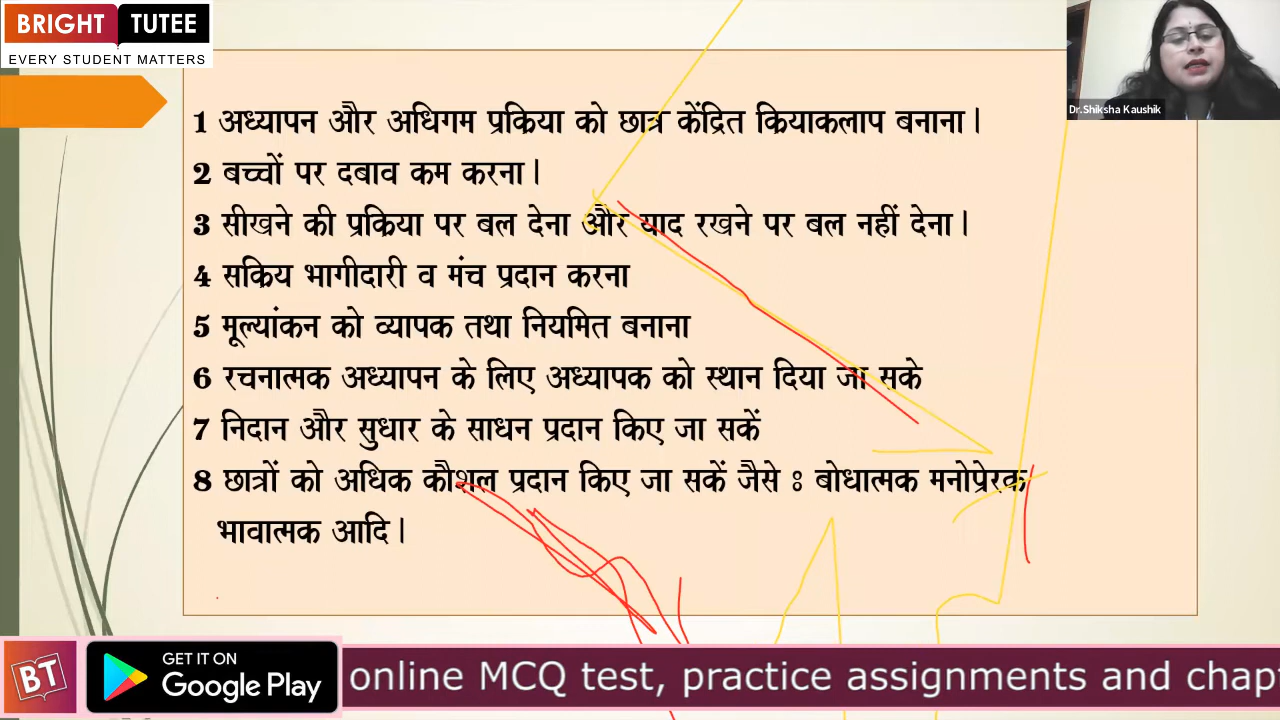 BRIGHT TUTEE
EVERY STUDENT MATTERS
Dr.Shiksha Kaushik
1 अध्यापन और अधिगम प्रक्रिया को छात्र केंद्रित क्रियाकलाप बनाना।
2 बच्चों पर दबाव कम करना।
3 सीखने की प्रक्रिया पर बल देना और याद रखने पर बल नहीं देना।
4 सक्रिय भागीदारी व मंच प्रदान करना
5 मूल्यांकन को व्यापक तथा नियमित बनाना
6 रचनात्मक अध्यापन के लिए अध्यापक को स्थान दिया जा सके
7 निदान और सुधार के साधन प्रदान किए जा सकें
8 छात्रों को अधिक कौशल प्रदान किए जा सकें जैसे ः बोधात्मक मनोप्रेरक
भावात्मक आदि।
BT
GET IT ON
Google Play
online MCQ test, practice assignments and chap